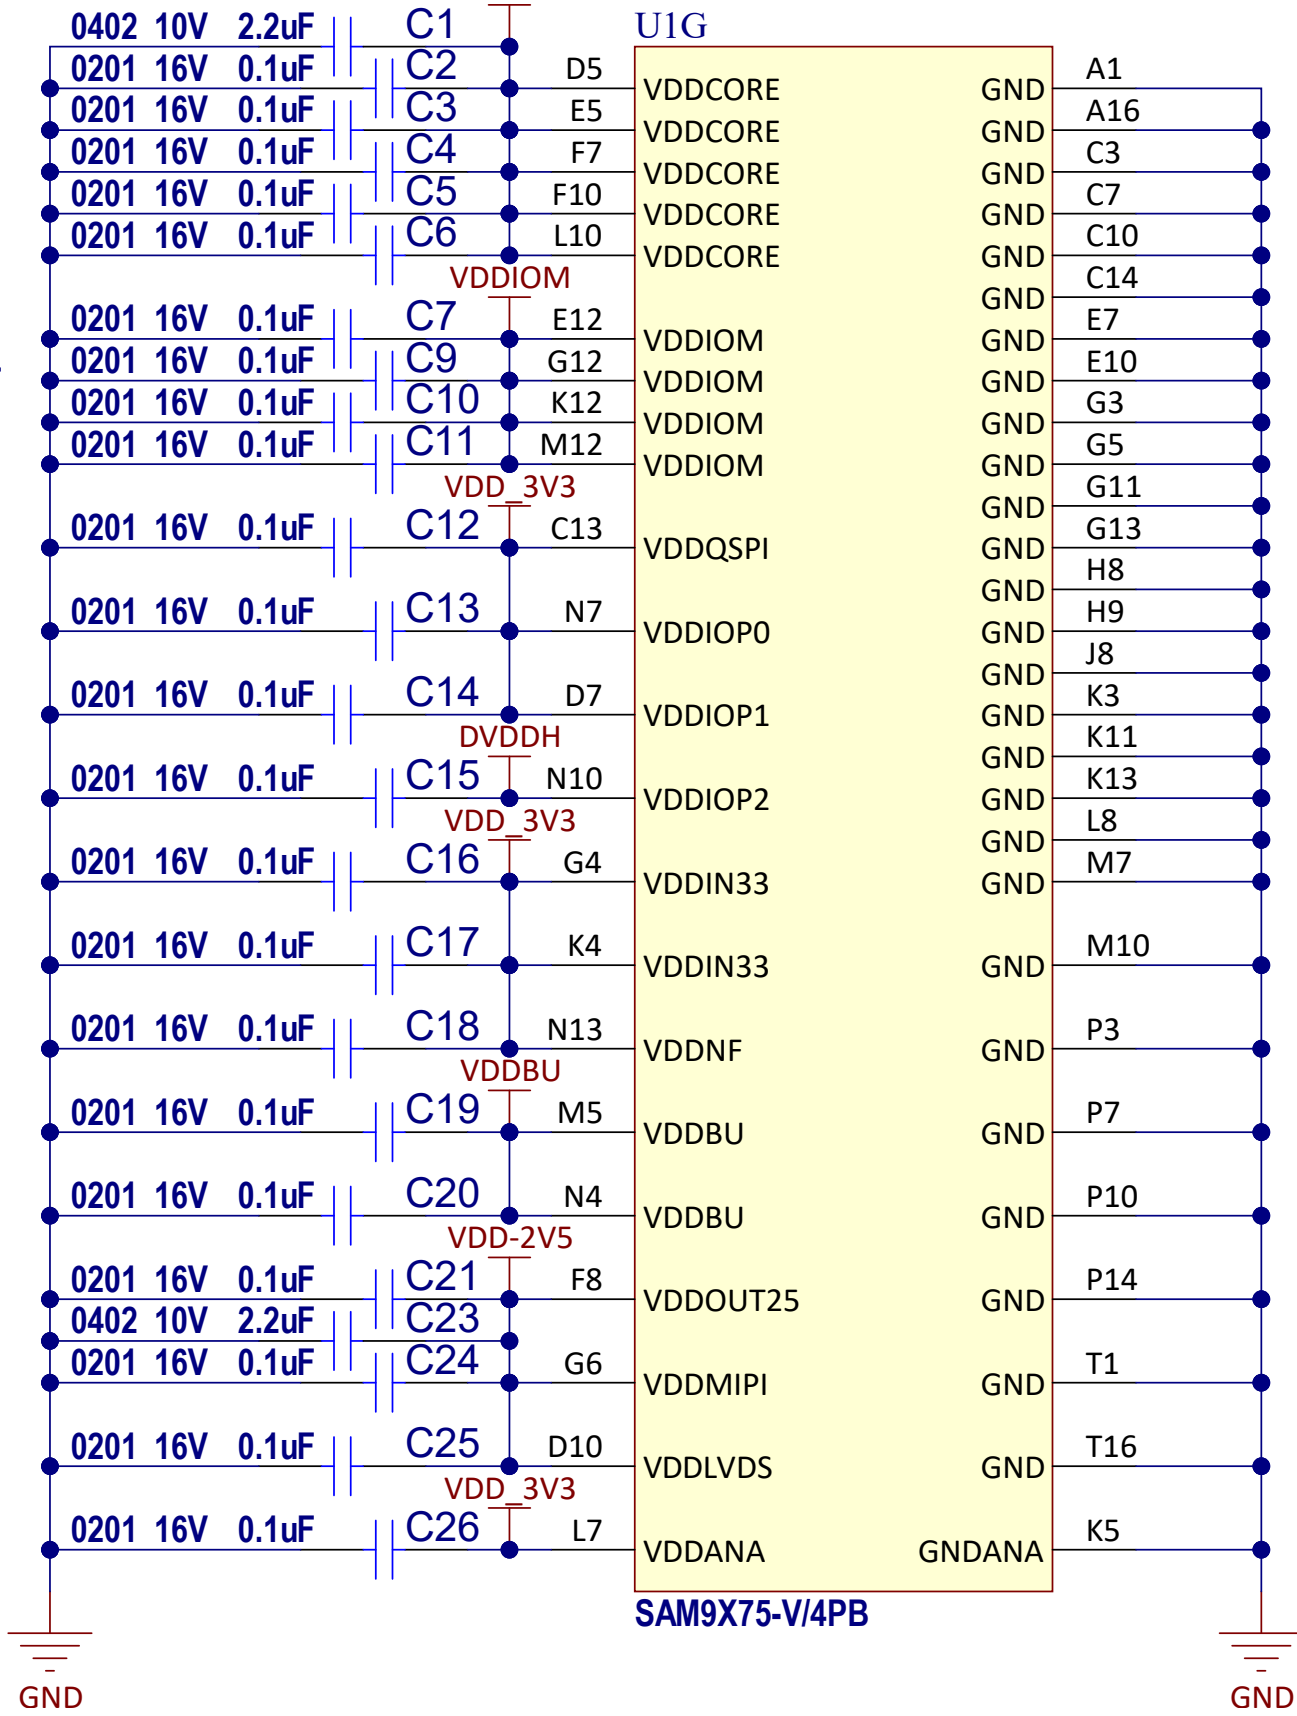 0402 10V 2.2uF C1 U1G
0201 16V 0.1uF C2 D5 VDDCORE GND A1
0201 16V 0.1uF C3 E5 VDDCORE GND A16
0201 16V 0.1uF C4 F7 VDDCORE GND C3
0201 16V 0.1uF C5 F10 VDDCORE GND C7
0201 16V 0.1uF C6 L10 VDDCORE GND C10
VDDIOM GND C14
0201 16V 0.1uF C7 E12 VDDIOM GND E7
0201 16V 0.1uF C9 G12 VDDIOM GND E10
0201 16V 0.1uF C10 K12 VDDIOM GND G3
0201 16V 0.1uF C11 M12 VDDIOM GND G5
VDD_3V3 GND G11
0201 16V 0.1uF C12 C13 VDDQSPI GND G13
GND H8
0201 16V 0.1uF C13 N7 VDDIOP0 GND H9
GND J8
0201 16V 0.1uF C14 D7 VDDIOP1 GND K3
DVDDH GND K11
0201 16V 0.1uF C15 N10 VDDIOP2 GND K13
VDD_3V3 GND L8
0201 16V 0.1uF C16 G4 VDDIN33 GND M7
0201 16V 0.1uF C17 K4 VDDIN33 GND M10
0201 16V 0.1uF C18 N13 VDDNF GND P3
VDDBU
0201 16V 0.1uF C19 M5 VDDBU GND P7
0201 16V 0.1uF C20 N4 VDDBU GND P10
VDD-2V5
0201 16V 0.1uF C21 F8 VDDOUT25 GND P14
0402 10V 2.2uF C23
0201 16V 0.1uF C24 G6 VDDMIPI GND T1
0201 16V 0.1uF C25 D10 VDDLVDS GND T16
VDD_3V3
0201 16V 0.1uF C26 L7 VDDANA GNDANA K5
SAM9X75-V/4PB
GND GND